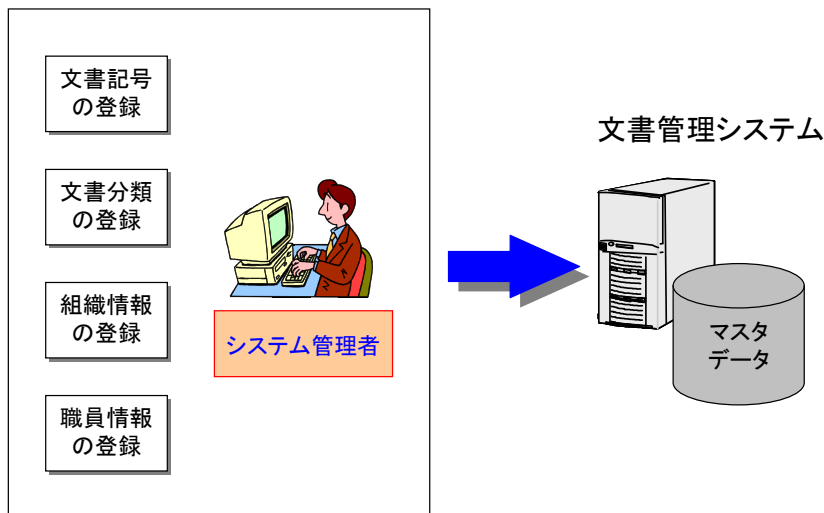 文書記号
の登録
文書分類
の登録
組織情報
の登録
職員情報
の登録
システム管理者
文書管理システム
マスタ
データ